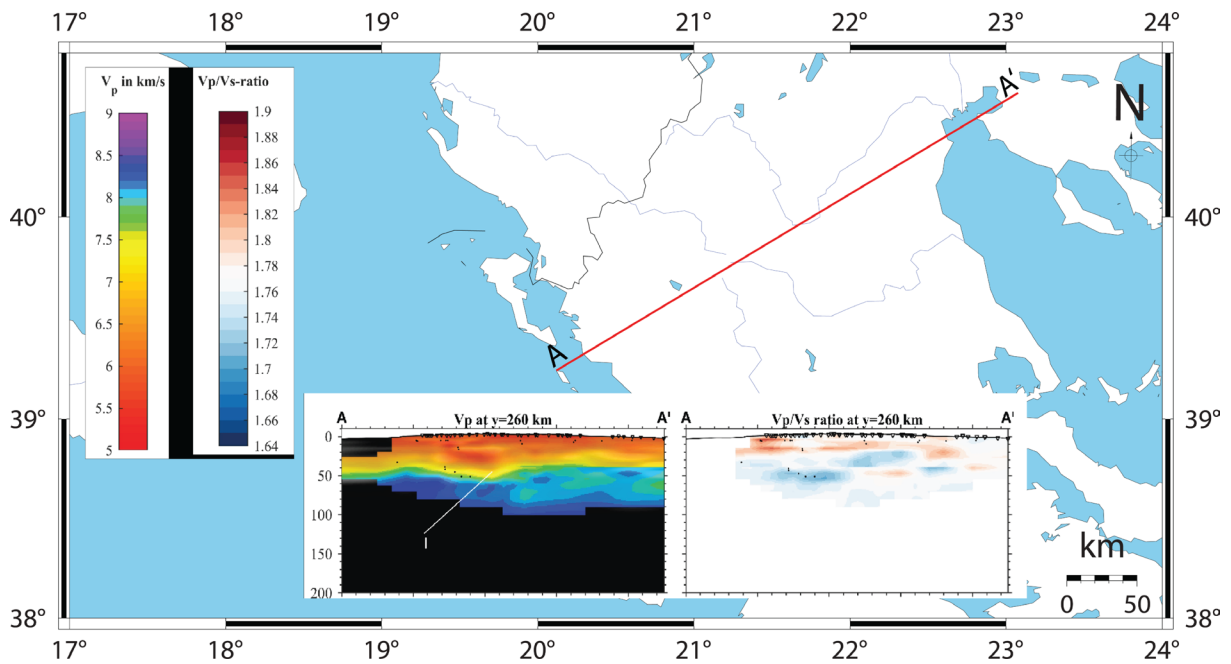 17° 18° 19° 20° 21° 22° 23° 24°
Vp in km/s
9
8.5
8
7.5
7
6.5
6
5.5
5
Vp/Vs-ratio
1.9
1.88
1.86
1.84
1.82
1.8
1.78
1.76
1.74
1.72
1.7
1.68
1.66
1.64
A'
N
40° 40°
A
39° 39°
A Vp at y=260 km A'
0
50
100
150
200
I
A Vp/Vs ratio at y=260 km A'
km
0 50
38° 38°
17° 18° 19° 20° 21° 22° 23° 24°